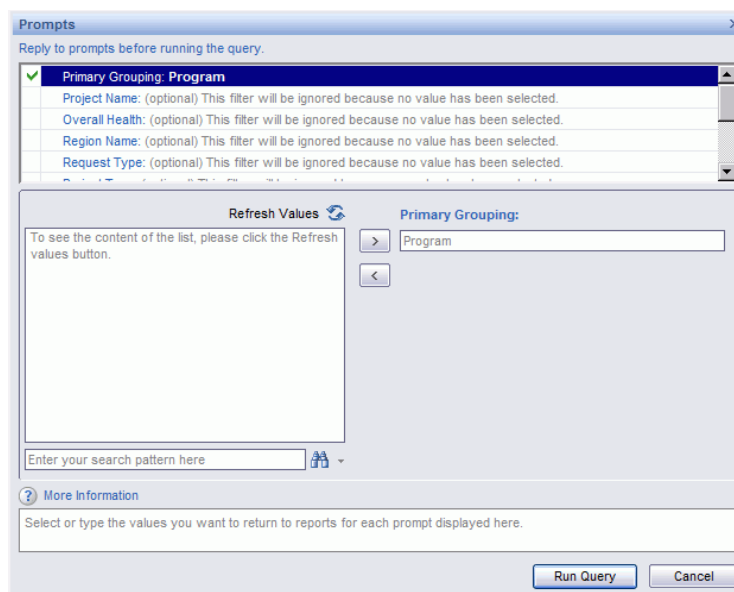 Prompts
Reply to prompts before running the query.
Primary Grouping: Program
Project Name: (optional) This filter will be ignored because no value has been selected.
Overall Health: (optional) This filter will be ignored because no value has been selected.
Region Name: (optional) This filter will be ignored because no value has been selected.
Request Type: (optional) This filter will be ignored because no value has been selected.
Refresh Values
Primary Grouping:
To see the content of the list, please click the Refresh
values button.
>
Program
<
Enter your search pattern here
? More Information
Select or type the values you want to return to reports for each prompt displayed here.
Run Query
Cancel